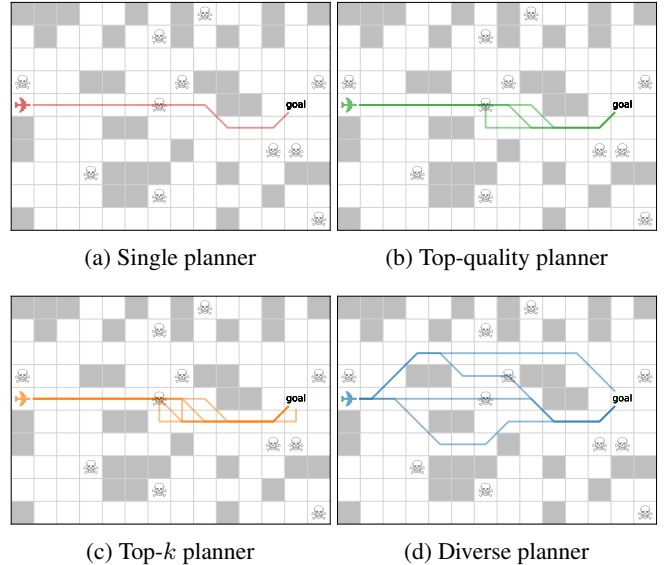 goal
goal
(a) Single planner
(b) Top-quality planner
goal
goal
(c) Top-k planner
(d) Diverse planner